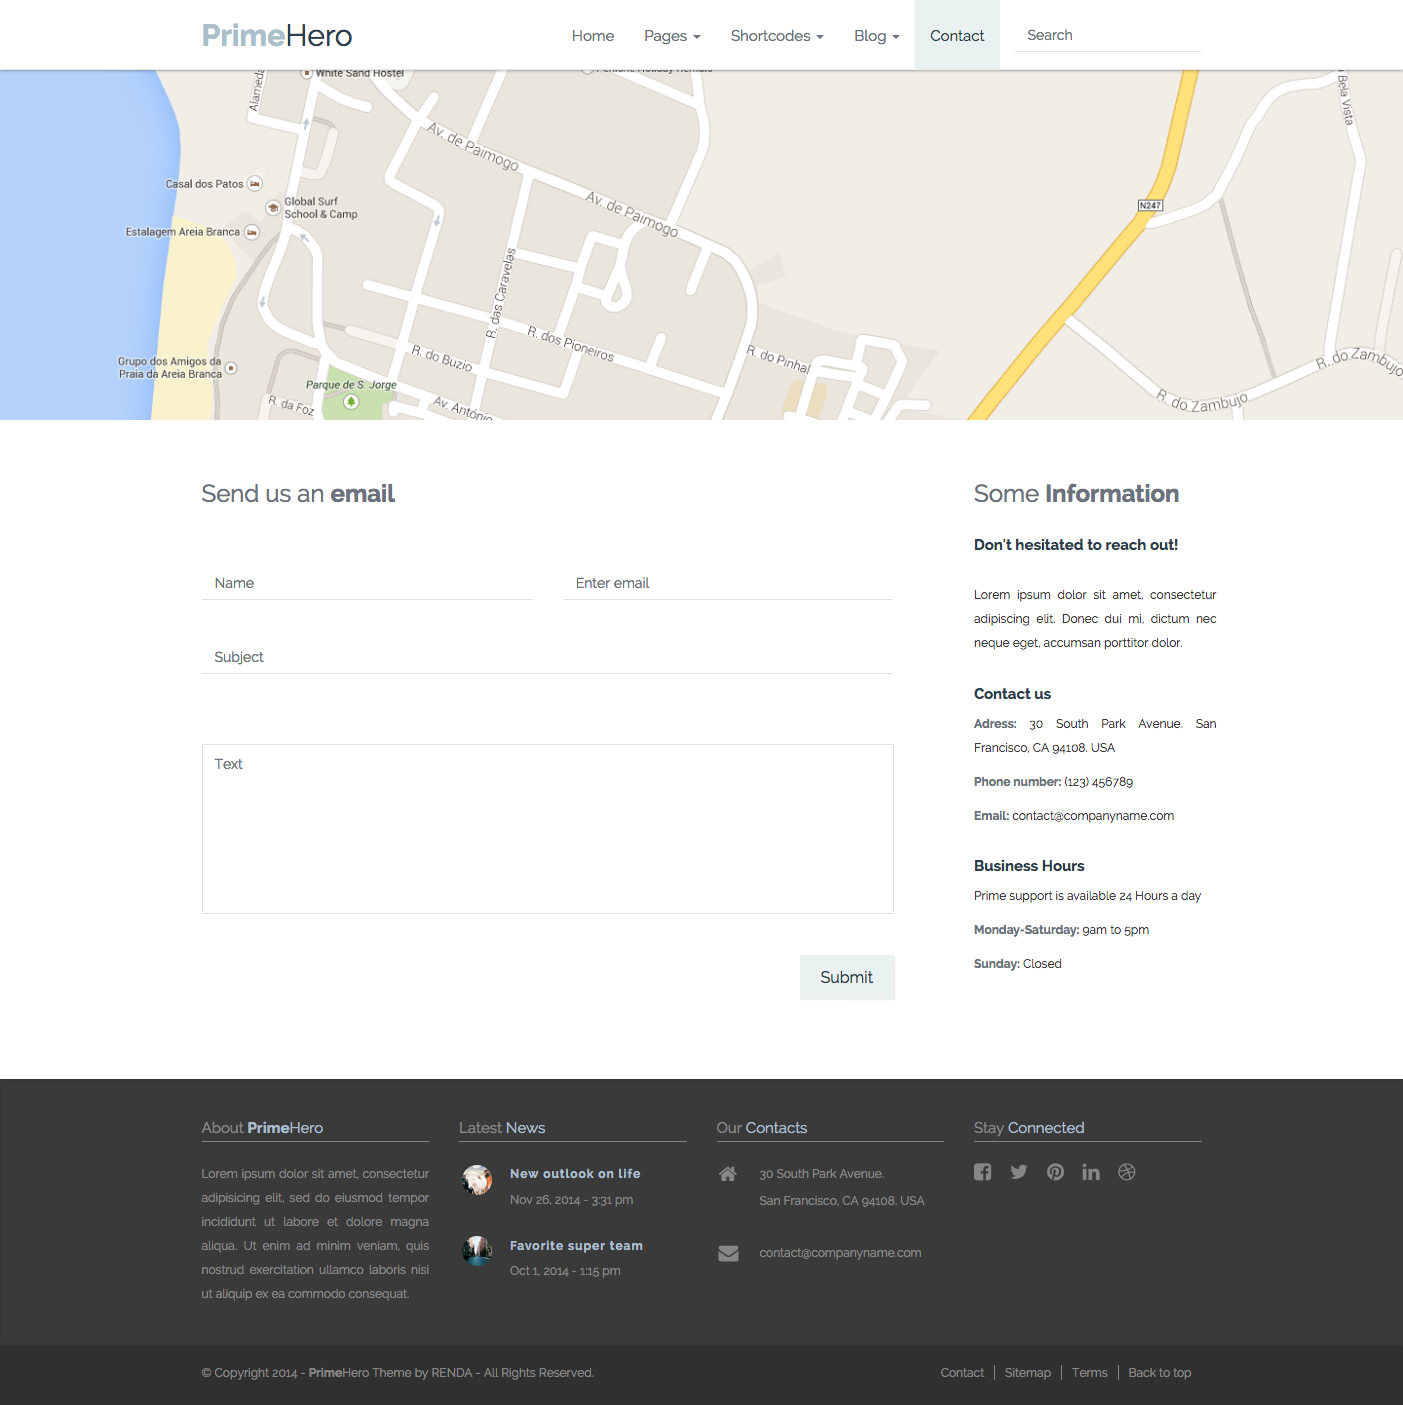 PrimeHero
Home Pages Shortcodes Blog Contact Search
White Sand Hostel
Alameda
Av. de Paimogo
Av. de Paimogo
Bela Vista
Casal dos Patos
Global Surf
School & Camp
Estalagem Areia Branca
N247
R. das Caravelas
R. dos Pioneiros
R. do Buzio
R. do Pinhal
Grupo dos Amigos da
Praia da Areia Branca
Parque de S. Jorge
R. da Foz
Av. António
R. do Zambujo
R. do Zambujo
Send us an email
Name Enter email
Subject
Text
Submit
Some Information
Don't hesitated to reach out!
Lorem ipsum dolor sit amet, consectetur
adipiscing elit. Donec dui mi, dictum nec
neque eget, accumsan porttitor dolor.
Contact us
Adress: 30 South Park Avenue. San
Francisco, CA 94108. USA
Phone number: (123) 456789
Email: contact@companyname.com
Business Hours
Prime support is available 24 Hours a day
Monday-Saturday: 9am to 5pm
Sunday: Closed
About PrimeHero
Lorem ipsum dolor sit amet, consectetur
adipisicing elit, sed do eiusmod tempor
incididunt ut labore et dolore magna
aliqua. Ut enim ad minim veniam, quis
nostrud exercitation ullamco laboris nisi
ut aliquip ex ea commodo consequat.
Latest News
New outlook on life
Nov 26, 2014 - 3:31 pm
Favorite super team
Oct 1, 2014 - 1:15 pm
Our Contacts
30 South Park Avenue.
San Francisco, CA 94108. USA
contact@companyname.com
Stay Connected
© Copyright 2014 - PrimeHero Theme by RENDA - All Rights Reserved.
Contact | Sitemap | Terms | Back to top